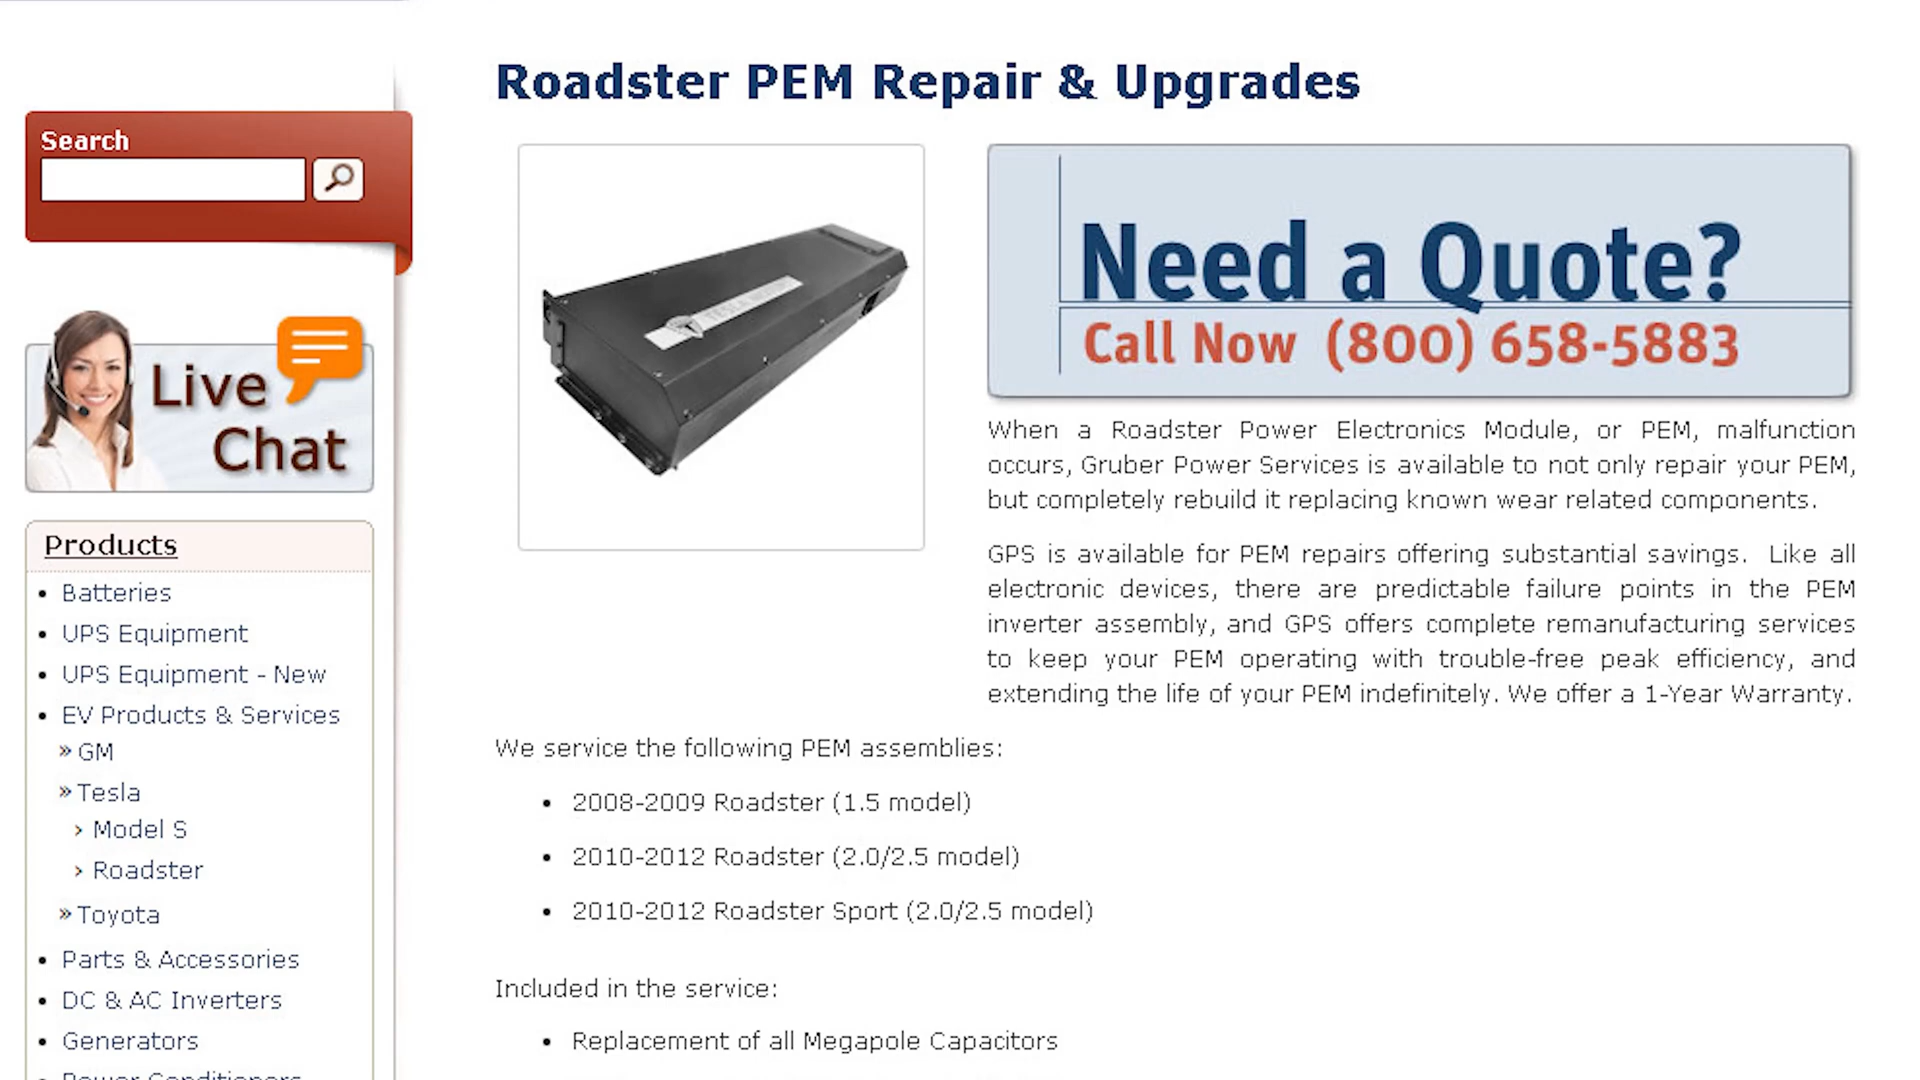 Roadster PEM Repair & Upgrades
Search
Live
Chat
Products
Batteries
UPS Equipment
UPS Equipment - New
EV Products & Services
» GM
» Tesla
› Model S
› Roadster
» Toyota
Parts & Accessories
DC & AC Inverters
Generators
Power Conditioners
TESLA
Need a Quote?
Call Now (800) 658-5883
When a Roadster Power Electronics Module, or PEM, malfunction
occurs, Gruber Power Services is available to not only repair your PEM,
but completely rebuild it replacing known wear related components.
GPS is available for PEM repairs offering substantial savings. Like all
electronic devices, there are predictable failure points in the PEM
inverter assembly, and GPS offers complete remanufacturing services
to keep your PEM operating with trouble-free peak efficiency, and
extending the life of your PEM indefinitely. We offer a 1-Year Warranty.
We service the following PEM assemblies:
• 2008-2009 Roadster (1.5 model)
• 2010-2012 Roadster (2.0/2.5 model)
• 2010-2012 Roadster Sport (2.0/2.5 model)
Included in the service:
• Replacement of all Megapole Capacitors